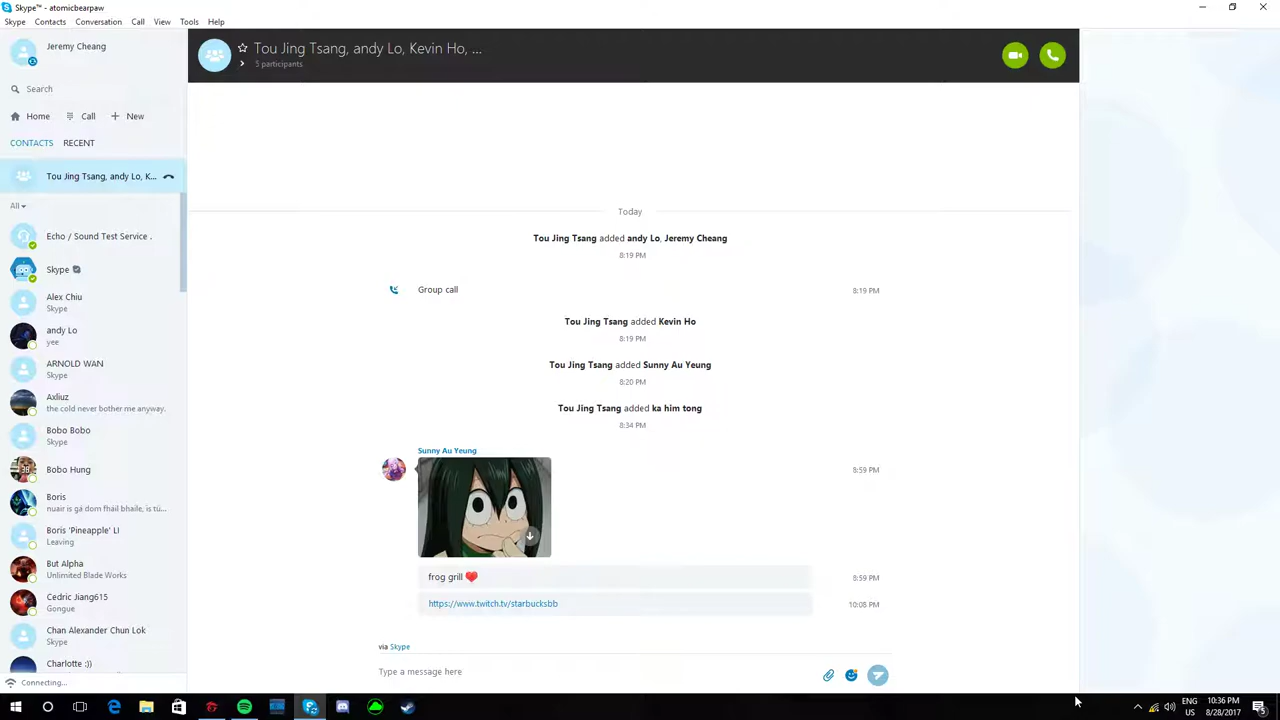 Skype™ - atomicbearpaw
Skype Contacts Conversation Call View Tools Help
Jeremy Cheang
Search
Home Call New
CONTACTS RECENT
Tou Jing Tsang, andy Lo, K...
All
Echo / Sound Test Service .
Skype
Alex Chiu
Skype
andy Lo
yee
ARNOLD WAN
Skype
Axliuz
the cold never bother me anyway.
Bobo Bobo
Skype
Bobo Hung
Boris
nuair is gá dom fháil bhaile, is tú...
Boris 'Pineapple' LI
Leaving
But Alpha
Unlimited Blade Works
Cedric Jiang615
Gongue
Chan Alexander Chun Lok
Skype
Charlotte :))
Connecting...
Tou Jing Tsang, andy Lo, Kevin Ho, ...
5 participants
Today
Tou Jing Tsang added andy Lo, Jeremy Cheang
8:19 PM
Group call 8:19 PM
Tou Jing Tsang added Kevin Ho
8:19 PM
Tou Jing Tsang added Sunny Au Yeung
8:20 PM
Tou Jing Tsang added ka him tong
8:34 PM
Sunny Au Yeung
8:59 PM
frog grill ❤ 8:59 PM
https://www.twitch.tv/starbucksbb 10:08 PM
via Skype
Type a message here
ENG 10:36 PM
US 8/28/2017